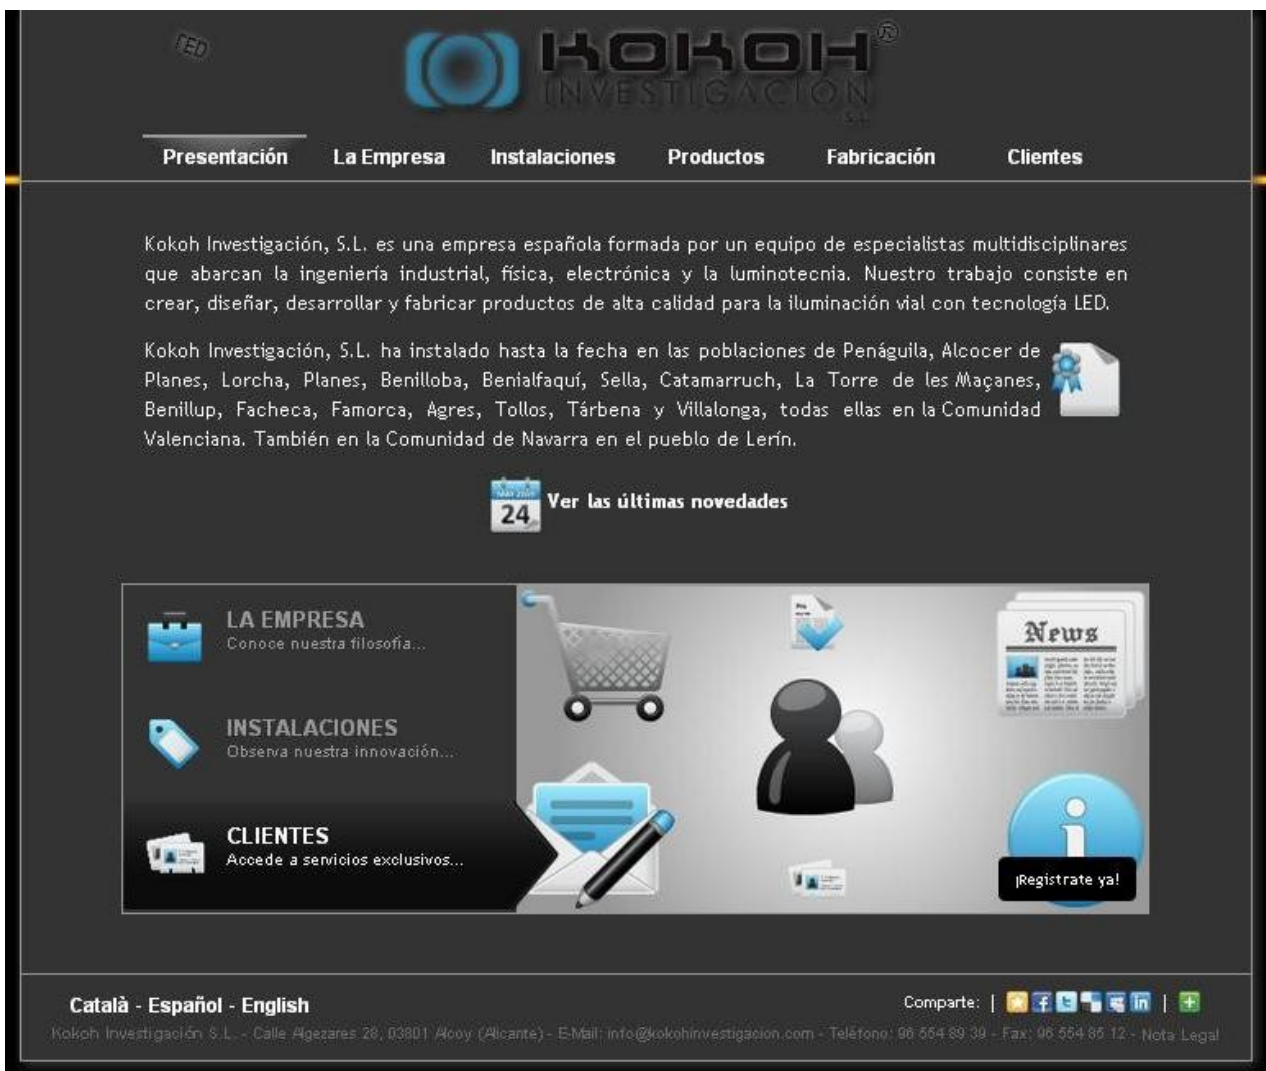 LED
KOKOH®
INVESTIGACIÓN
S.L.
Presentación La Empresa Instalaciones Productos Fabricación Clientes
Kokoh Investigación, S.L. es una empresa española formada por un equipo de especialistas multidisciplinares
que abarcan la ingeniería industrial, física, electrónica y la luminotecnia. Nuestro trabajo consiste en
crear, diseñar, desarrollar y fabricar productos de alta calidad para la iluminación vial con tecnología LED.
Kokoh Investigación, S.L. ha instalado hasta la fecha en las poblaciones de Penáguila, Alcocer de
Planes, Lorcha, Planes, Benilloba, Benialfaquí, Sella, Catamarruch, La Torre de les Maçanes,
Benillup, Facheca, Famorca, Agres, Tollos, Tárbena y Villalonga, todas ellas en la Comunidad
Valenciana. También en la Comunidad de Navarra en el pueblo de Lerín.
24
Ver las últimas novedades
LA EMPRESA
Conoce nuestra filosofía...
INSTALACIONES
Observa nuestra innovación...
CLIENTES
Accede a servicios exclusivos...
News
¡Registrate ya!
Català - Español - English
Comparte: | |
Kokoh Investigación S.L. - Calle Algezares 28, 03801 Alcoy (Alicante) - E-Mail: info@kokohinvestigacion.com - Teléfono: 96 554 89 39 - Fax: 96 554 85 12 - Nota Legal